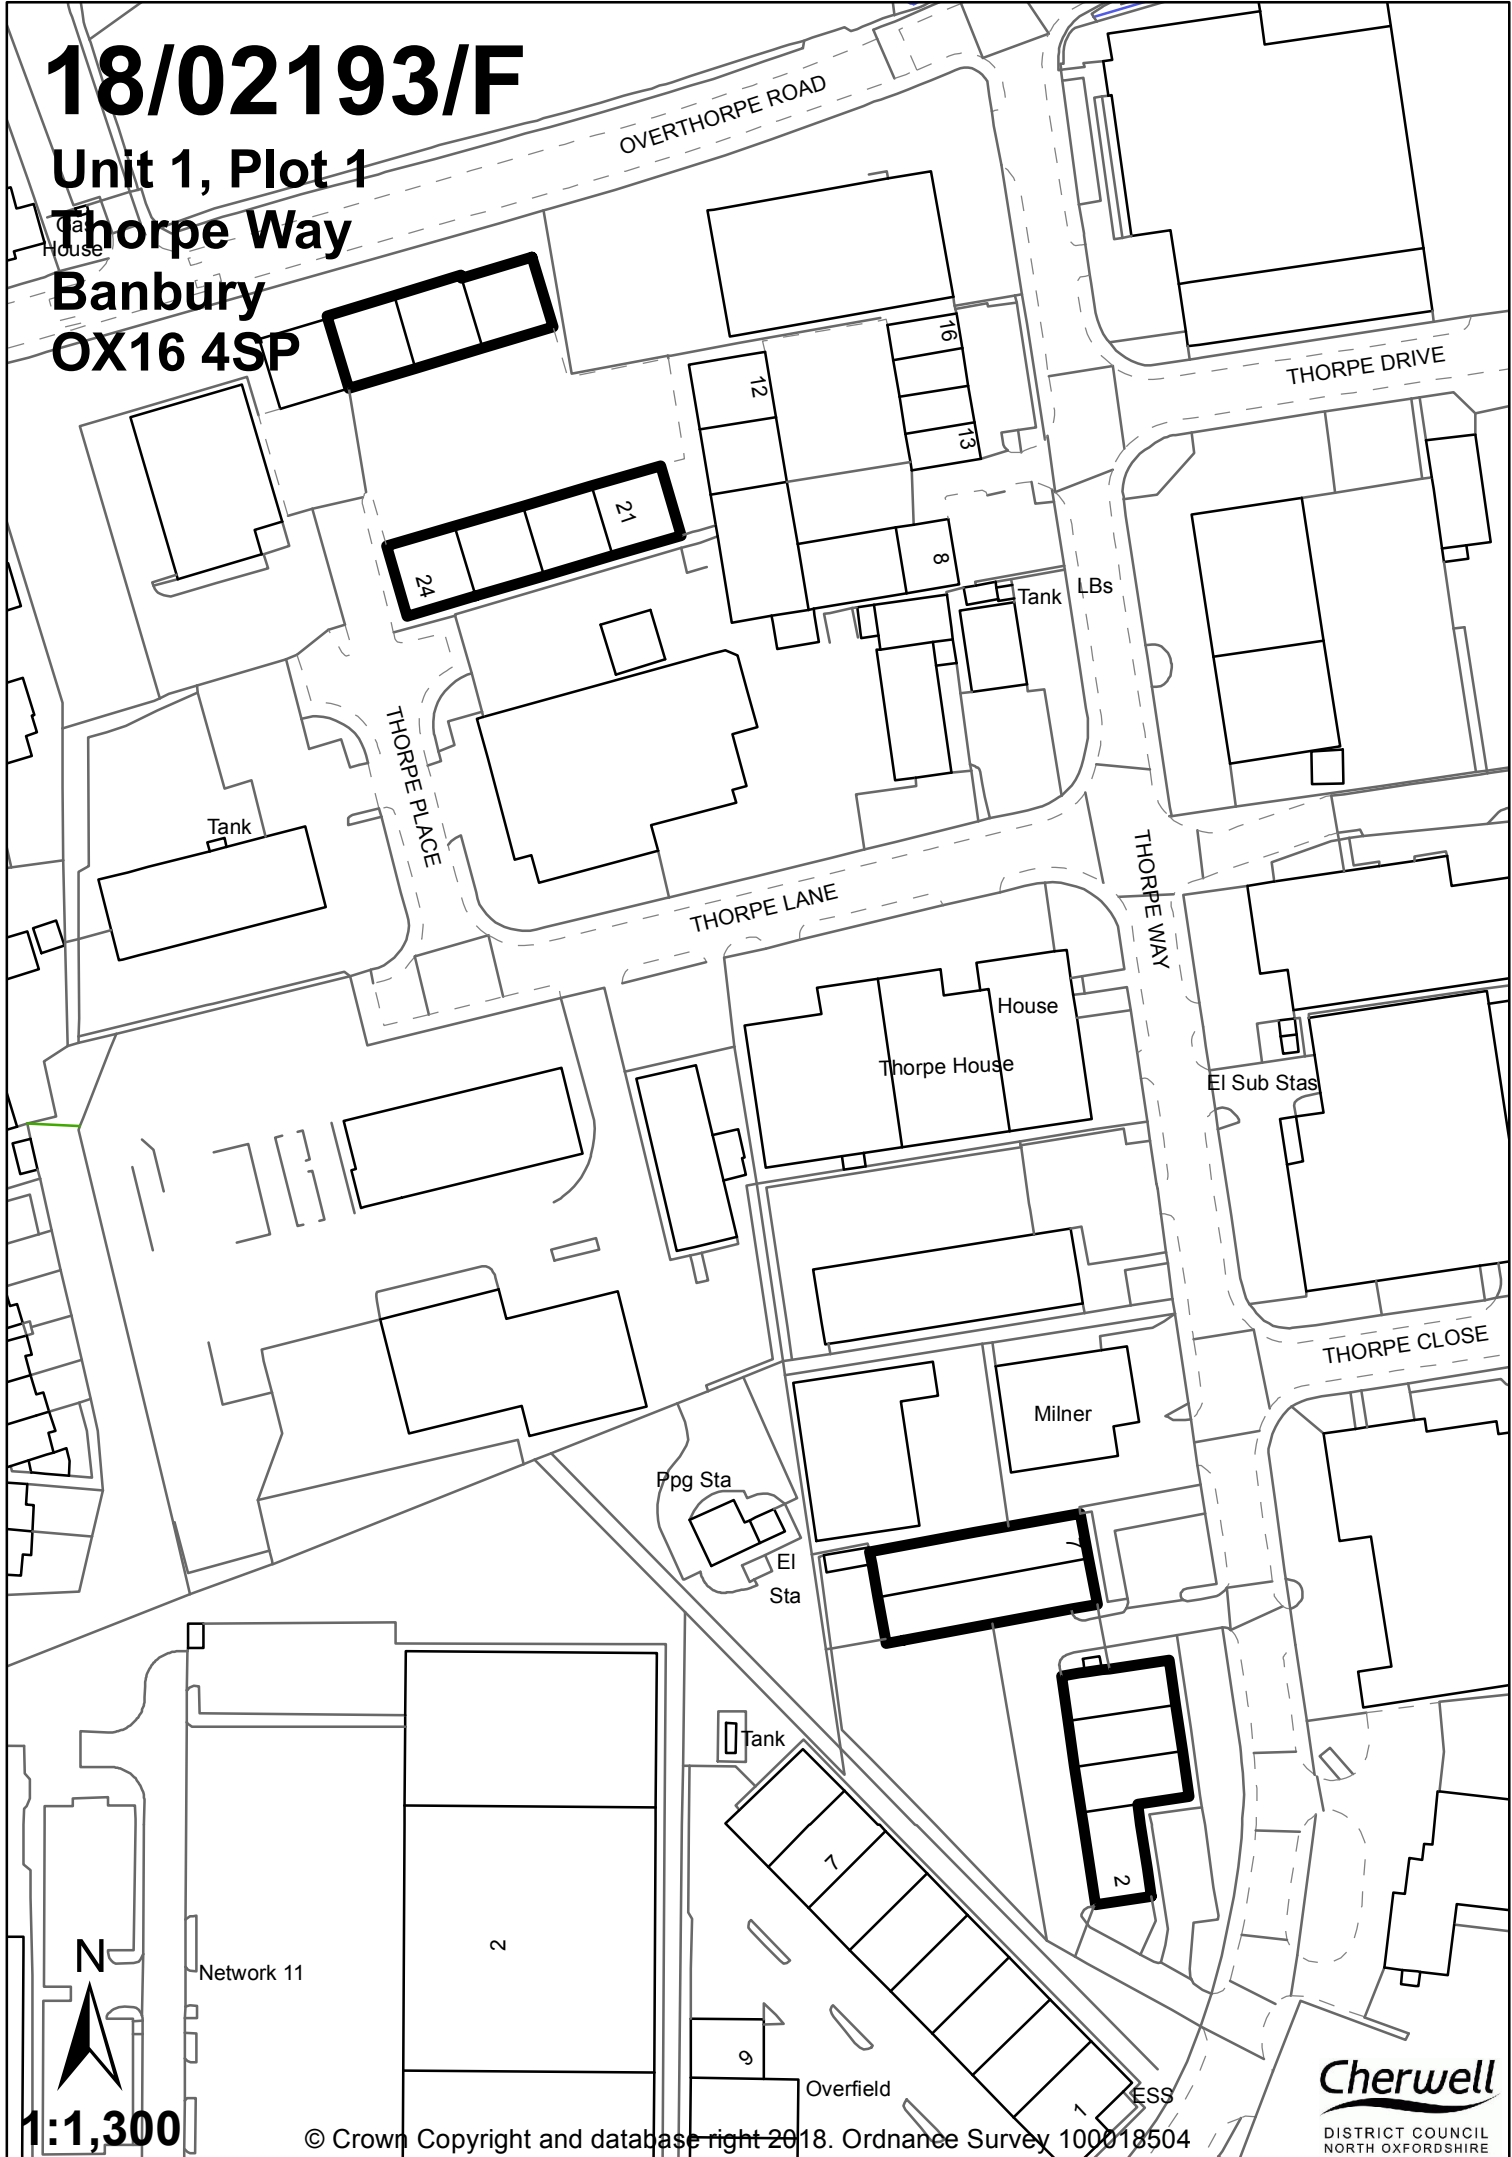 18/02193/F
Unit 1, Plot 1
Thorpe Way
Banbury
OX16 4SP
Gas
House
OVERTHORPE ROAD
16
12
13
THORPE DRIVE
21
24
8
Tank
LBs
THORPE PLACE
Tank
THORPE LANE
THORPE WAY
House
Thorpe House
El Sub Stas
THORPE CLOSE
Milner
Ppg Sta
El
Sta
7
Tank
7
2
2
N
Network 11
9
Overfield
1
ESS
1:1,300
© Crown Copyright and database right 2018. Ordnance Survey 100018504
Cherwell
DISTRICT COUNCIL
NORTH OXFORDSHIRE